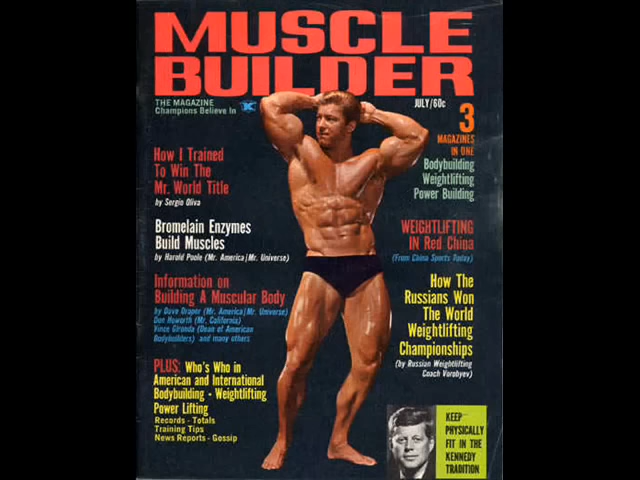 MUSCLE
BUILDER
THE MAGAZINE
Champions Believe In
JULY/60c
3
MAGAZINES
IN ONE
Bodybuilding
Weightlifting
Power Building
How I Trained
To Win The
Mr. World Title
by Sergio Oliva
Bromelain Enzymes
Build Muscles
by Harold Poole (Mr. America/Mr. Universe)
WEIGHTLIFTING
IN Red China
(From China Sports Today)
Information on
Building A Muscular Body
by Dave Draper (Mr. America/Mr. Universe)
Don Howorth (Mr. California)
Vince Gironda (Dean of American
Bodybuilders) and many others
How The
Russians Won
The World
Weightlifting
Championships
(by Russian Weightlifting
Coach Vorobyev)
PLUS: Who's Who in
American and International
Bodybuilding - Weightlifting
Power Lifting
Records - Totals
Training Tips
News Reports - Gossip
KEEP
PHYSICALLY
FIT IN THE
KENNEDY
TRADITION